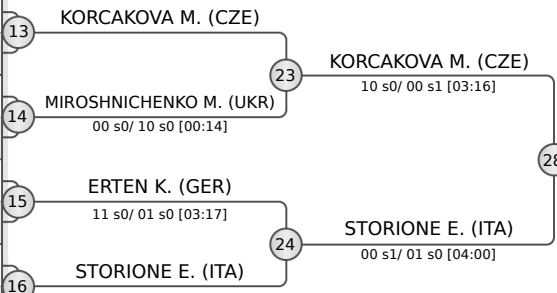 KORCAKOVA M. (CZE)
13
23
KORCAKOVA M. (CZE)
10 s0/ 00 s1 [03:16]
MIROSHNICHENKO M. (UKR)
14
00 s0/ 10 s0 [00:14]
28
ERTEN K. (GER)
15
11 s0/ 01 s0 [03:17]
24
STORIONE E. (ITA)
00 s1/ 01 s0 [04:00]
STORIONE E. (ITA)
16